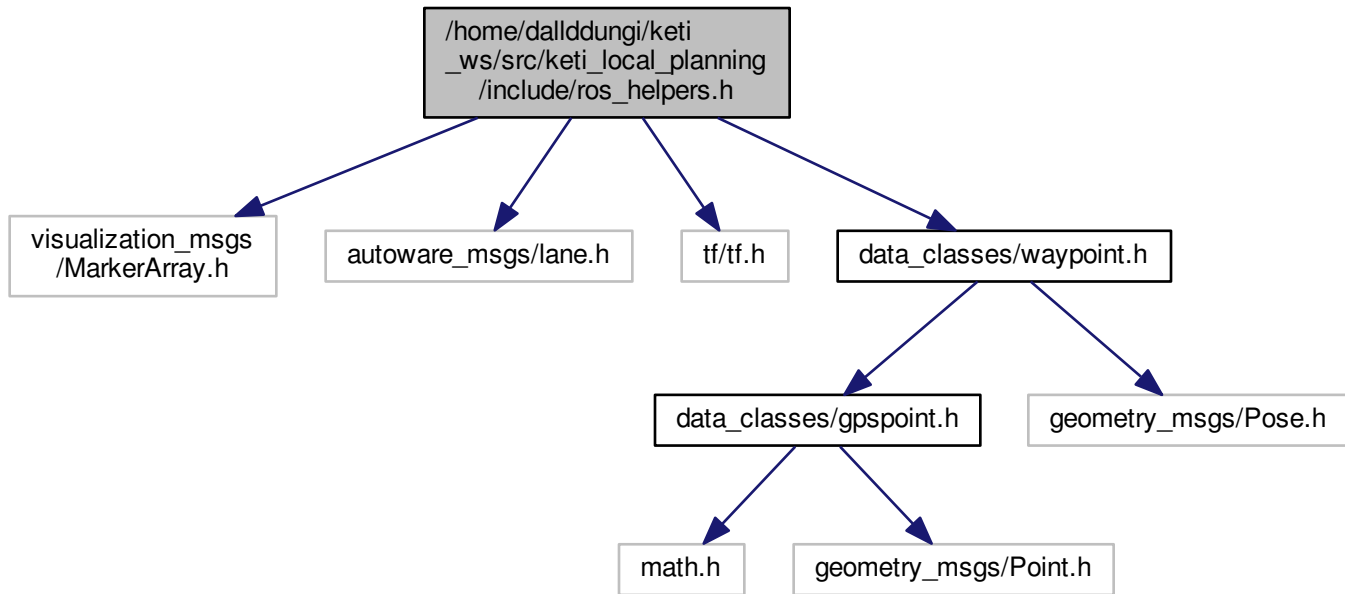 /home/dallddungi/keti
_ws/src/keti_local_planning
/include/ros_helpers.h
visualization_msgs
/MarkerArray.h
autoware_msgs/lane.h
tf/tf.h
data_classes/waypoint.h
data_classes/gpspoint.h
geometry_msgs/Pose.h
math.h
geometry_msgs/Point.h